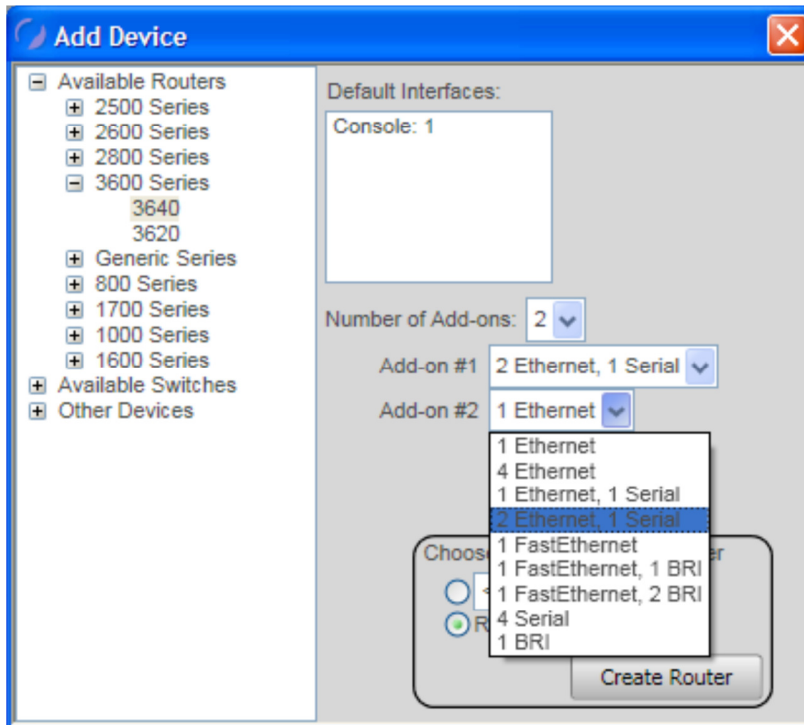 Add Device
Available Routers
2500 Series
2600 Series
2800 Series
3600 Series
3640
3620
Generic Series
800 Series
1700 Series
1000 Series
1600 Series
Available Switches
Other Devices
Default Interfaces:
Console: 1
Number of Add-ons: 2
Add-on #1 2 Ethernet, 1 Serial
Add-on #2 1 Ethernet
1 Ethernet
4 Ethernet
1 Ethernet, 1 Serial
2 Ethernet, 1 Serial
1 FastEthernet
1 FastEthernet, 1 BRI
1 FastEthernet, 2 BRI
4 Serial
1 BRI
Create Router